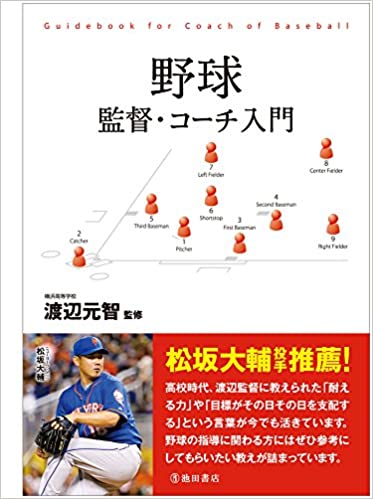 Guidebook for Coach of Baseball
野球
監督・コーチ入門
7
Left Fielder
8
Center Fielder
6
Shortstop
4
Second Baseman
5
Third Baseman
3
First Baseman
1
Pitcher
9
Right Fielder
2
Catcher
横浜高等学校
渡辺元智 監修
松坂大輔
松坂大輔投手推薦！
高校時代、渡辺監督に教えられた「耐え
る力」や「目標がその日その日を支配す
る」という言葉が今でも活きています。
野球の指導に関わる方にはぜひ参考に
してもらいたい教えが詰まっています。
池田書店